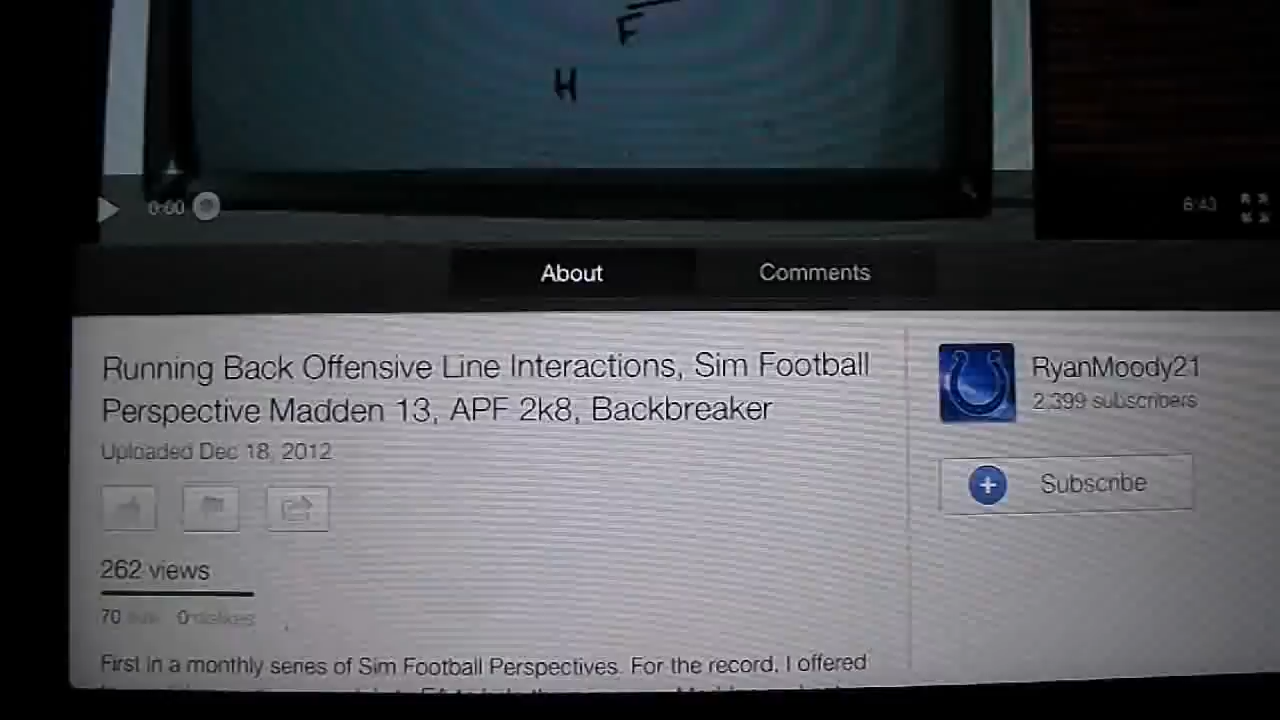 F
H
0:00 6:43
About Comments
Running Back Offensive Line Interactions, Sim Football
Perspective Madden 13, APF 2k8, Backbreaker
Uploaded Dec 18, 2012
262 views
70 likes 0 dislikes
First in a monthly series of Sim Football Perspectives. For the record, I offered
RyanMoody21
2,399 subscribers
Subscribe